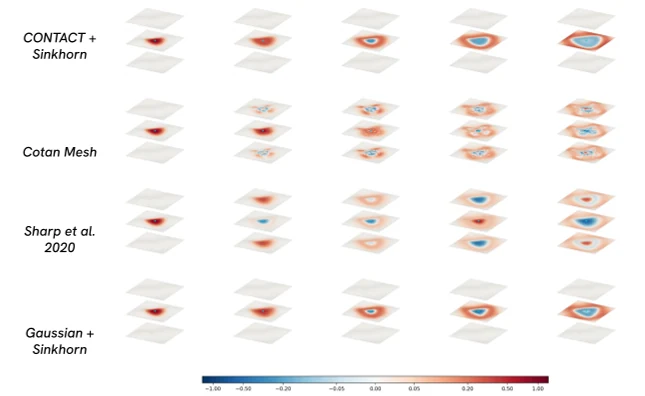 CONTACT +
Sinkhorn
Cotan Mesh
Sharp et al.
2020
Gaussian +
Sinkhorn
−1.00 −0.50 −0.20 −0.05 0.00 0.05 0.20 0.50 1.00